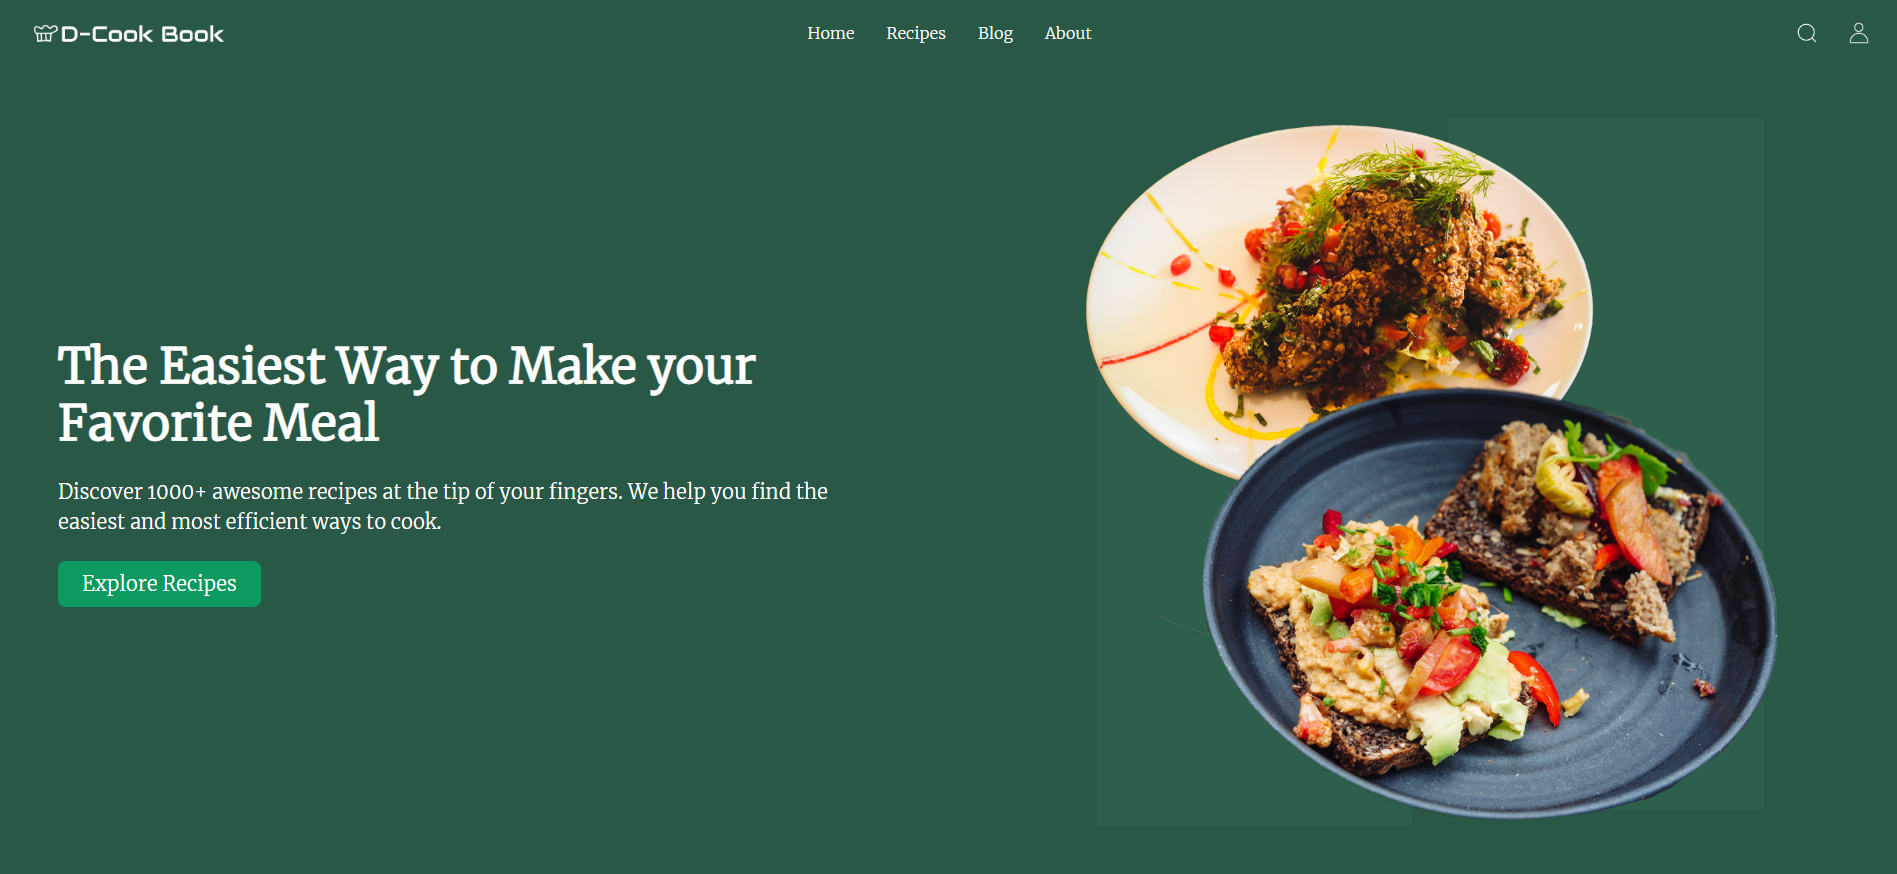 D-Cook Book
Home
Recipes
Blog
About
The Easiest Way to Make your
Favorite Meal
Discover 1000+ awesome recipes at the tip of your fingers. We help you find the
easiest and most efficient ways to cook.
Explore Recipes